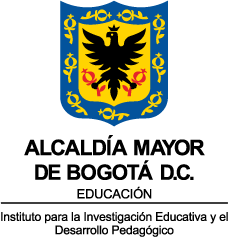 ALCALDÍA MAYOR
DE BOGOTÁ D.C.
EDUCACIÓN
Instituto para la Investigación Educativa y el
Desarrollo Pedagógico